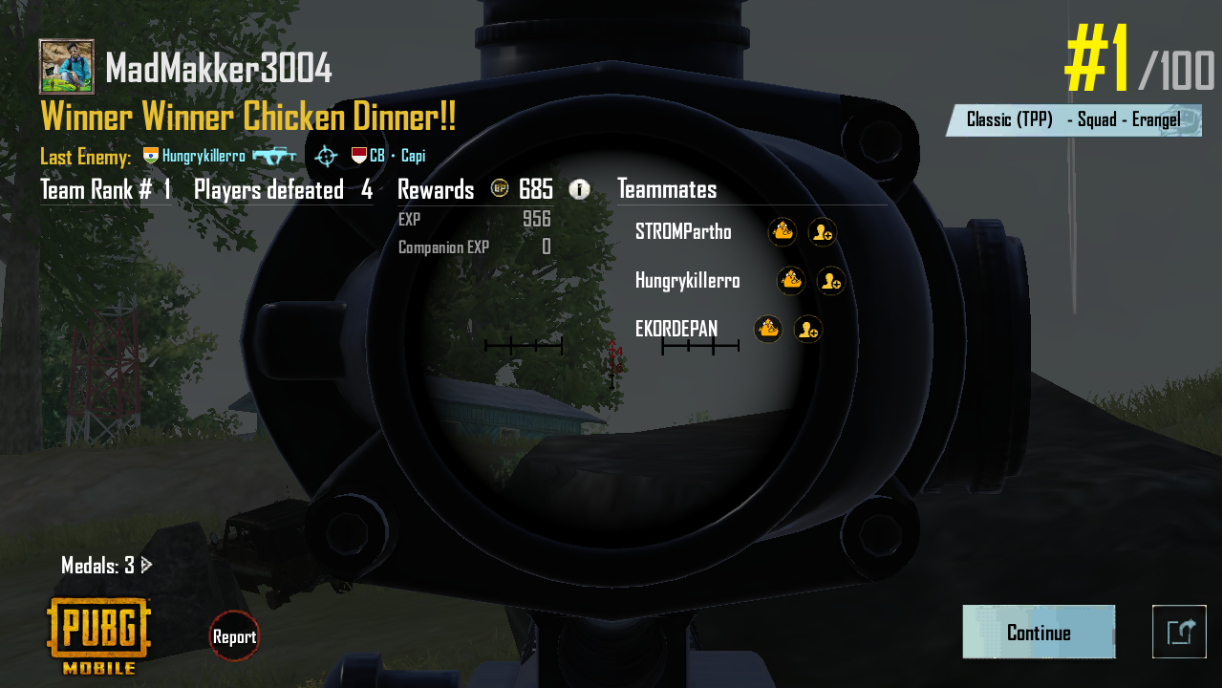 MadMakker3004
#1/100
Winner Winner Chicken Dinner!!
Classic (TPP) - Squad - Erangel
Last Enemy: Hungrykillerro CB · Capi
Team Rank # 1 Players defeated 4 Rewards BP 685 i Teammates
EXP 956
STROMPartho
Companion EXP 0
Hungrykillerro
EKORDEPAN
Medals: 3
PUBG
MOBILE
Report
Continue